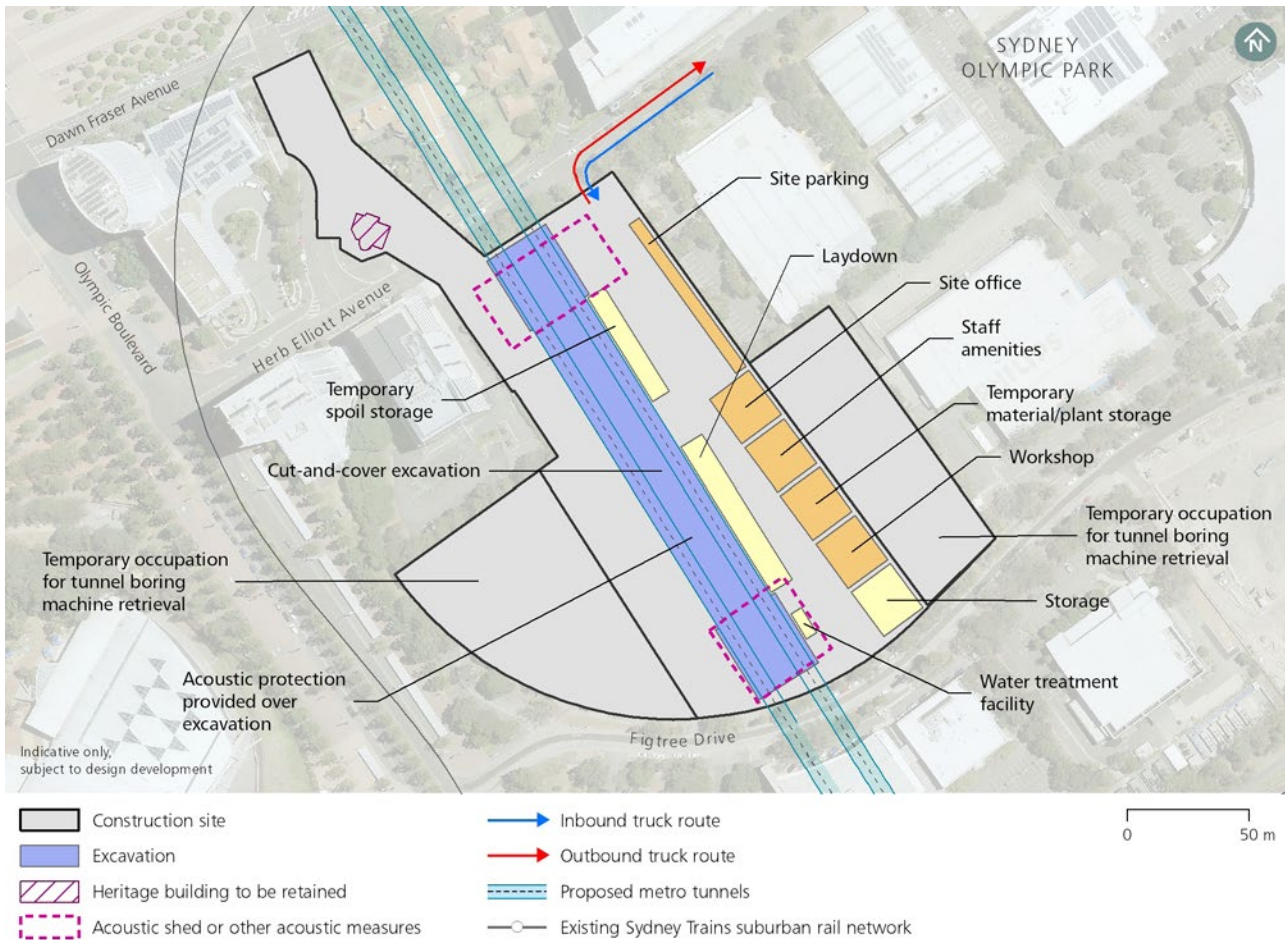 SYDNEY
OLYMPIC PARK
N
Dawn Fraser Avenue
Site parking
Laydown
Site office
Olympic Boulevard
Herb Elliott Avenue
Staff
amenities
Temporary
spoil storage
Temporary
material/plant storage
Cut-and-cover excavation
Workshop
Temporary occupation
for tunnel boring
machine retrieval
Temporary occupation
for tunnel boring
machine retrieval
Storage
Acoustic protection
provided over
excavation
Water treatment
facility
Figtree Drive
Indicative only,
subject to design development
Construction site
Excavation
Heritage building to be retained
Acoustic shed or other acoustic measures
Inbound truck route
Outbound truck route
Proposed metro tunnels
Existing Sydney Trains suburban rail network
0 50 m